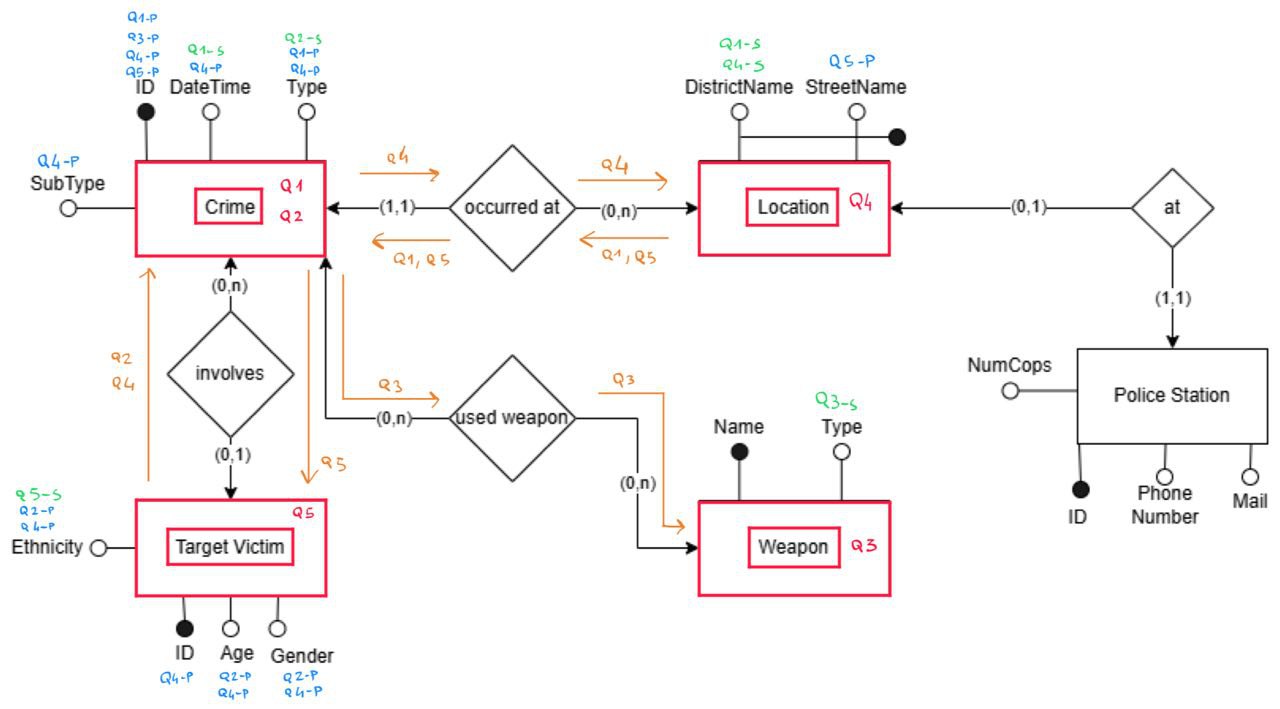 Q1-P
Q3-P
Q4-P
Q5-P
ID
Q1-S
Q4-P
DateTime
Q2-S
Q1-P
Q4-P
Type
Q4-P
SubType
Crime
Q1
Q2
Q4
(1,1)
Q1, Q5
occurred at
Q4
(0,n)
Q1, Q5
Q1-S
Q4-S
DistrictName
Q5-P
StreetName
Location
Q4
(0,1)
at
(1,1)
NumCops
Police Station
ID
Phone
Number
Mail
(0,n)
Q2
Q4
involves
(0,1)
Q5
Q3
(0,n)
used weapon
Q3
(0,n)
Name
Q3-S
Type
Weapon
Q3
Q5-S
Q2-P
Q4-P
Ethnicity
Target Victim
Q5
ID
Q4-P
Age
Q2-P
Q4-P
Gender
Q2-P
Q4-P